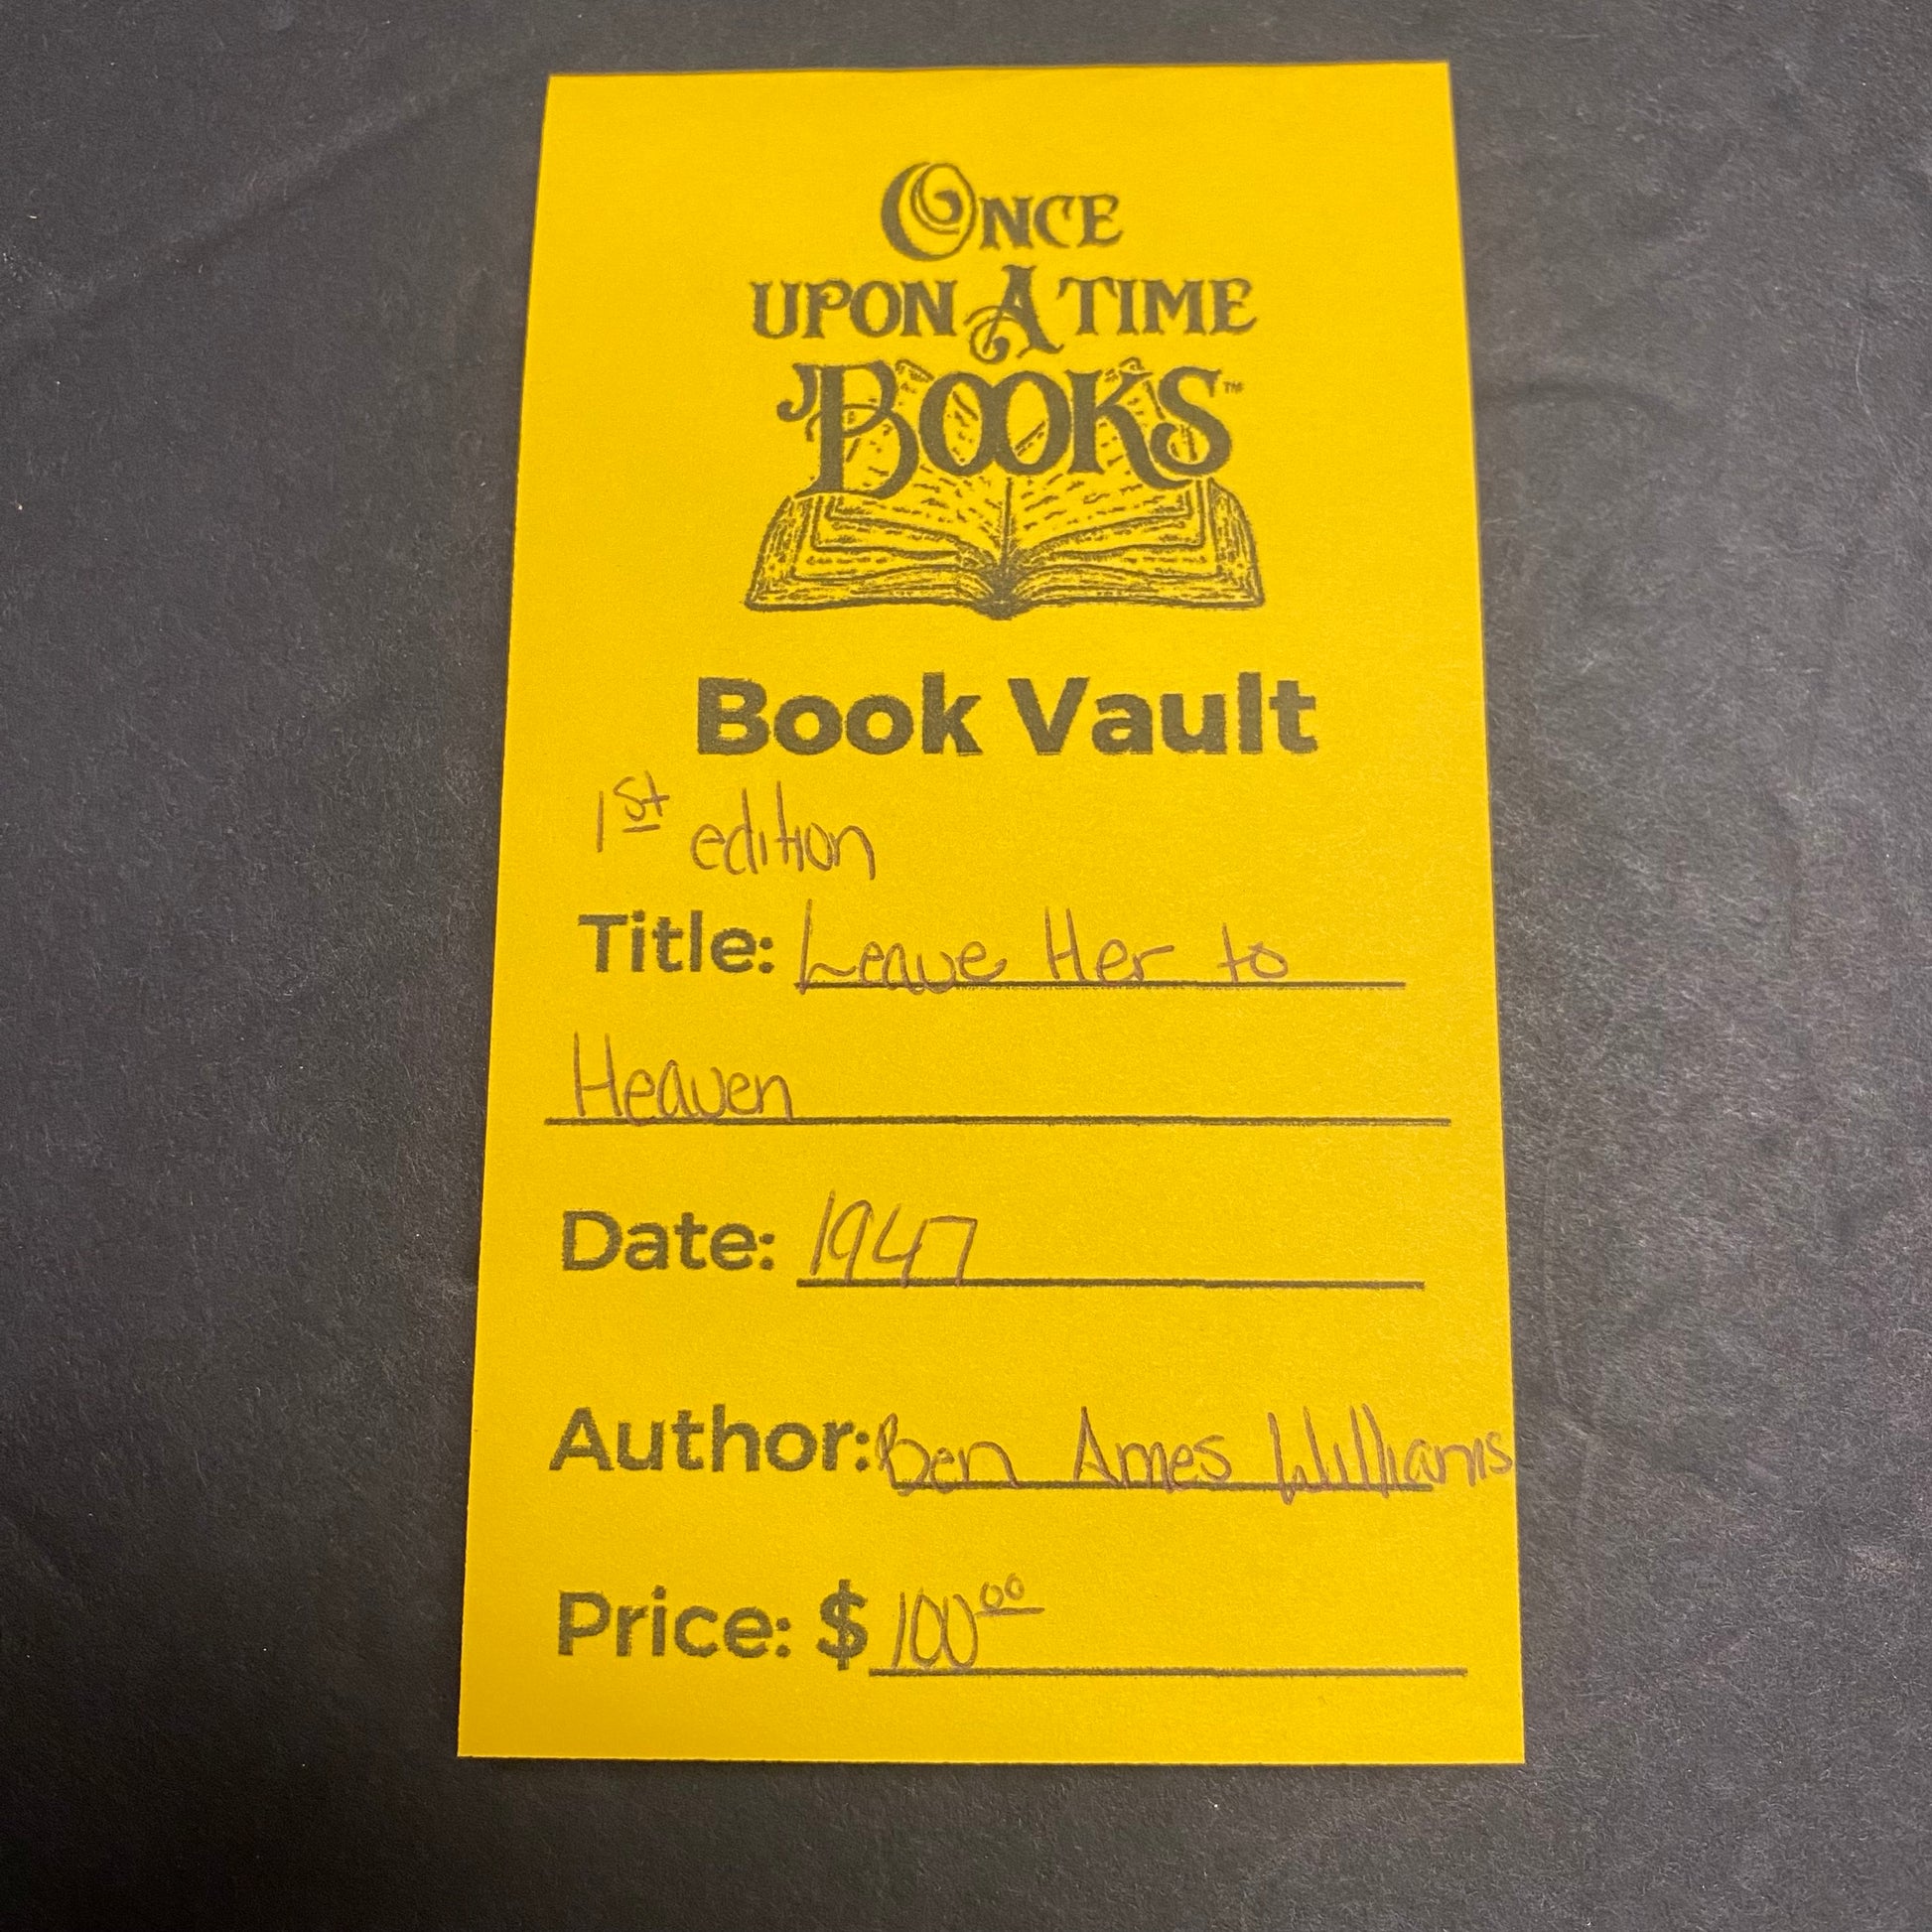 ONCE
UPON A TIME
BOOKS™
Book Vault
1st edition
Title: Leave Her to
Heaven
Date: 1947
Author: Ben Ames Williams
Price: $ 100 00